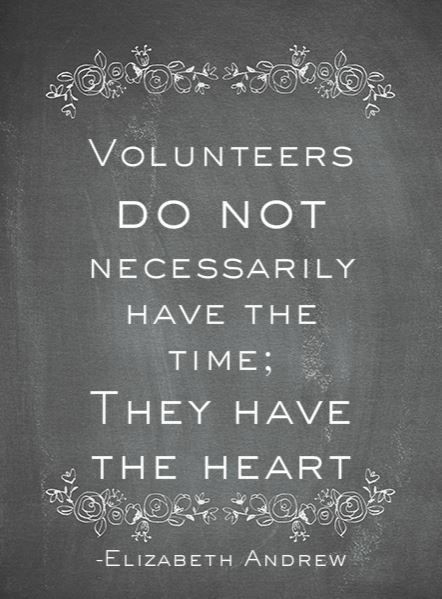 Volunteers
DO NOT
NECESSARILY
HAVE THE
TIME;
They have
THE HEART
-Elizabeth Andrew